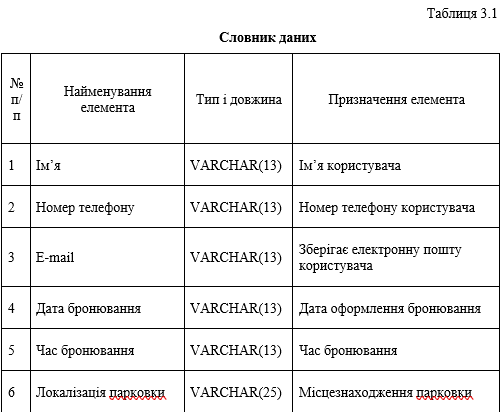 Таблиця 3.1
Словник даних
№ п/п Найменування елемента Тип і довжина Призначення елемента
1 Ім’я VARCHAR(13) Ім’я користувача
2 Номер телефону VARCHAR(13) Номер телефону користувача
3 E-mail VARCHAR(13) Зберігає електронну пошту користувача
4 Дата бронювання VARCHAR(13) Дата оформлення бронювання
5 Час бронювання VARCHAR(13) Час бронювання
6 Локалізація парковки VARCHAR(25) Місцезнаходження парковки